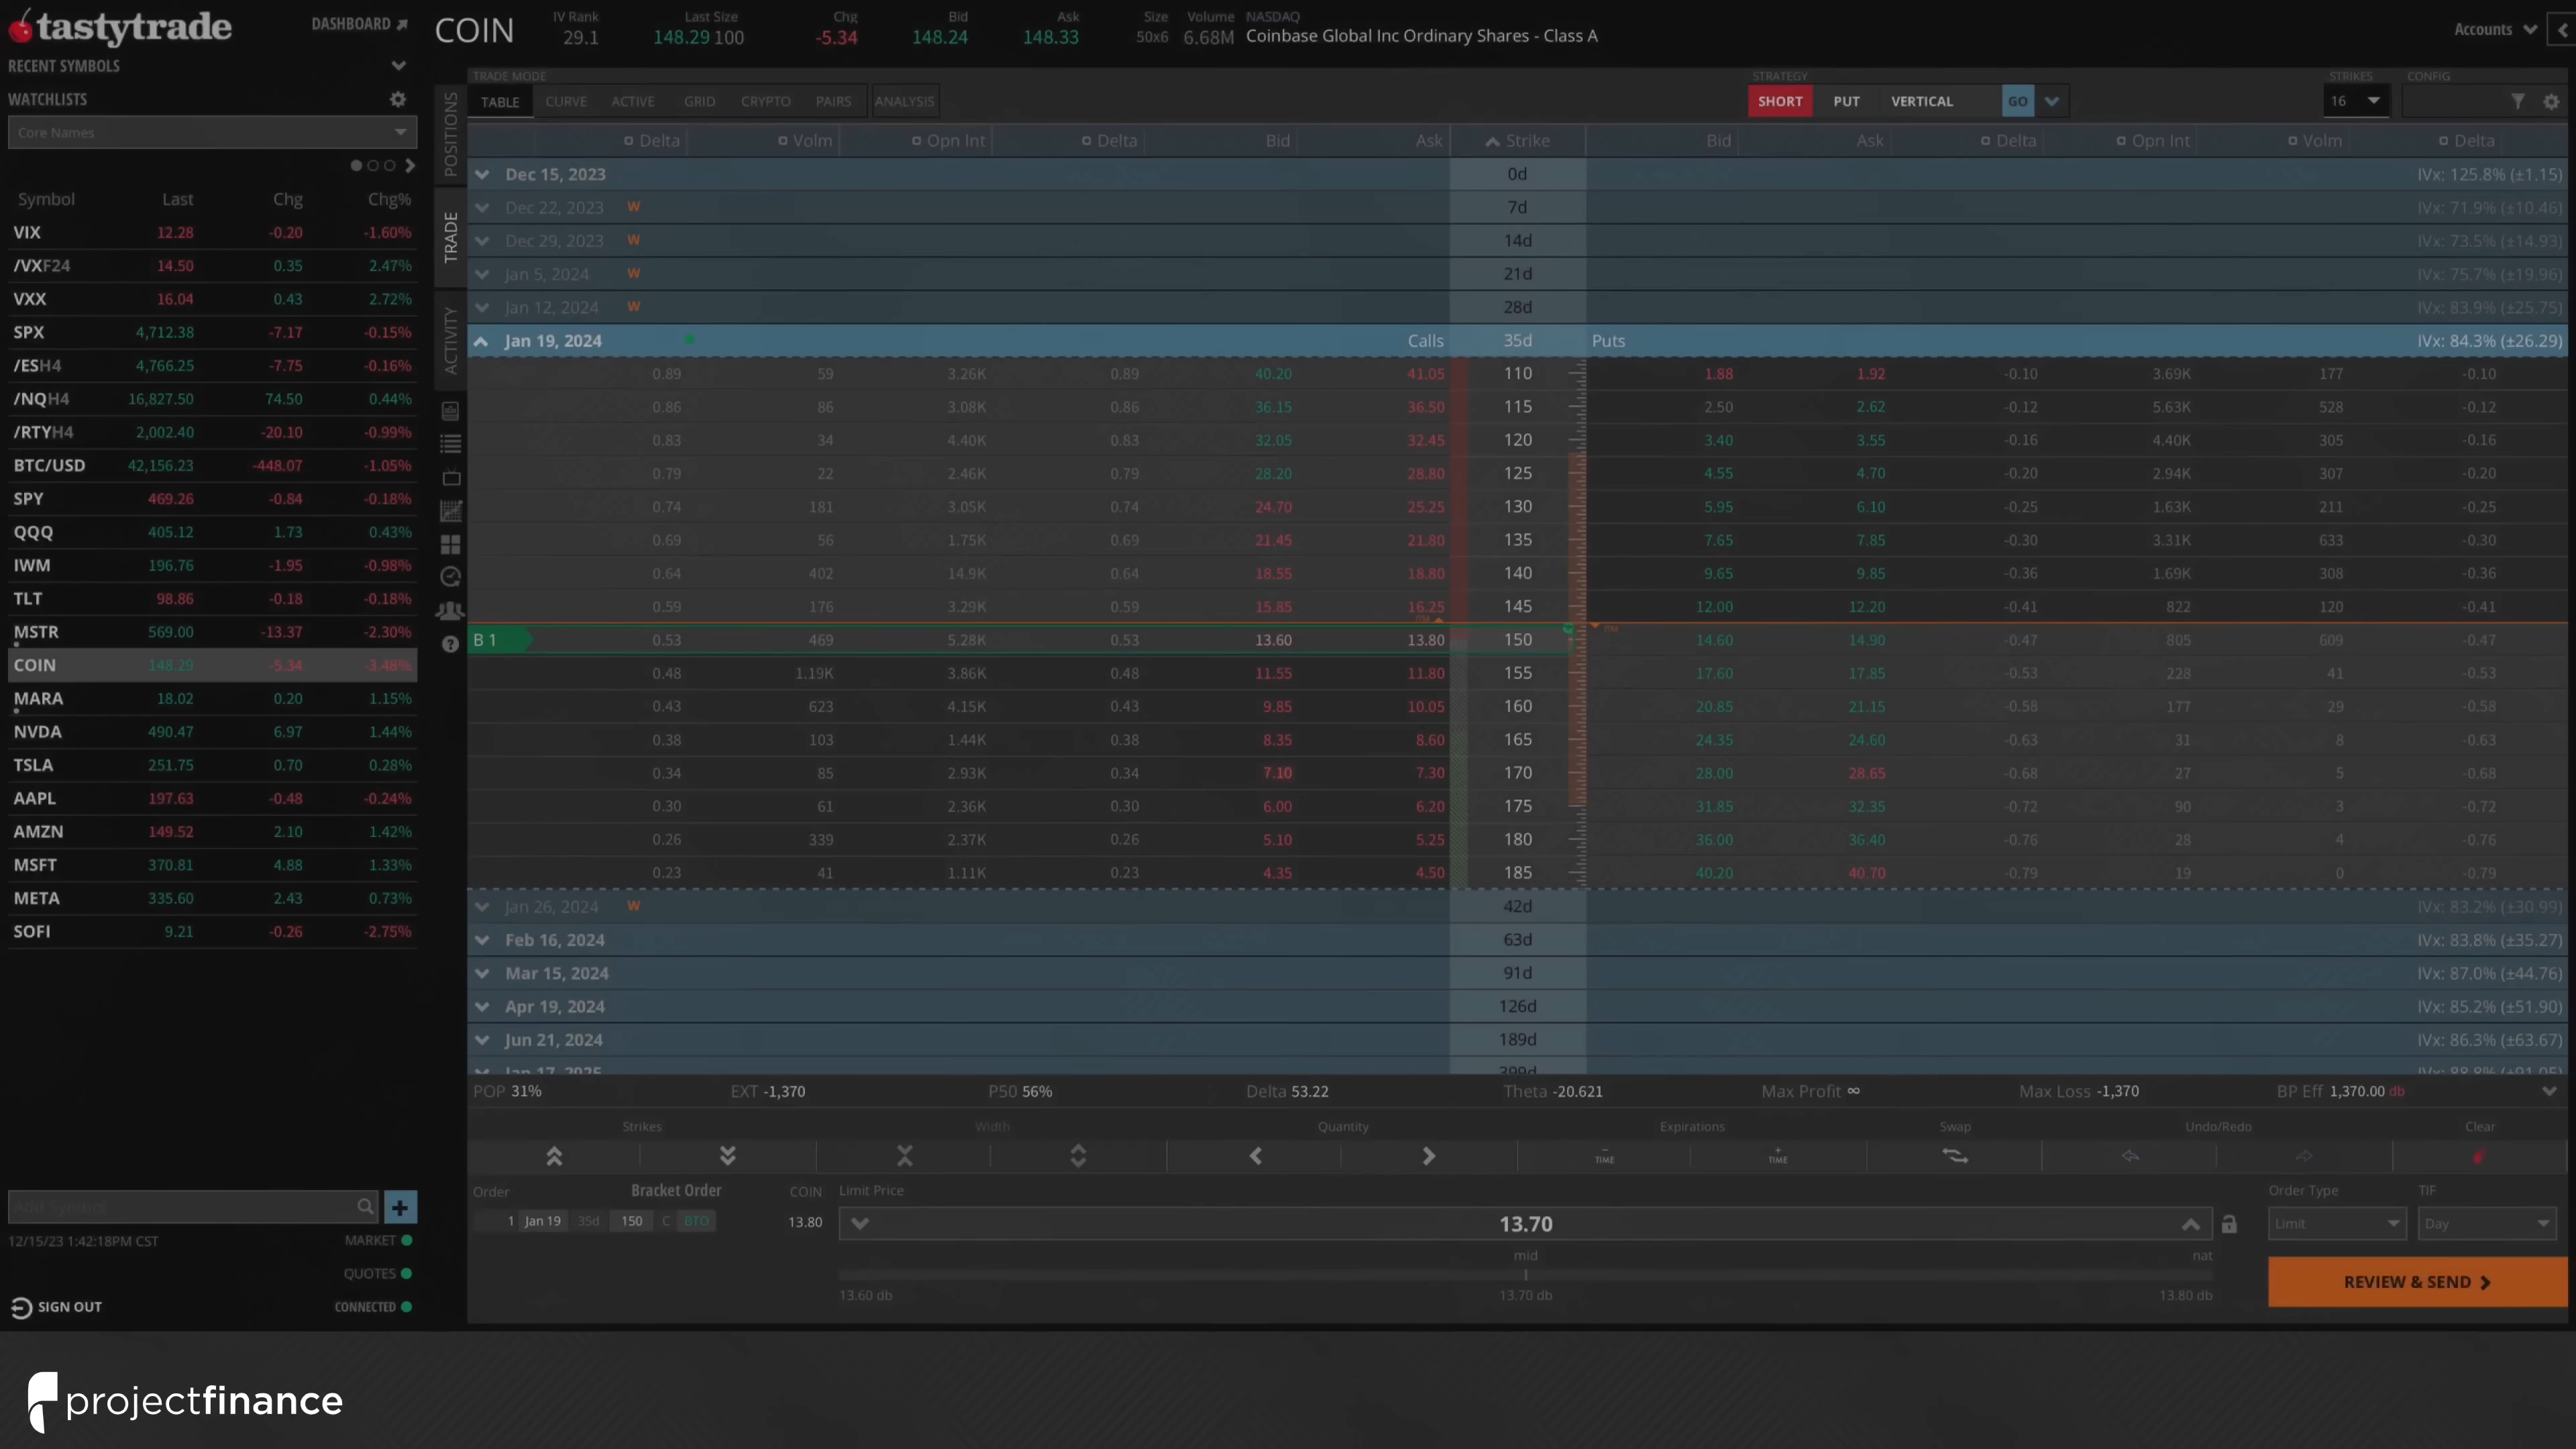 tastytrade DASHBOARD
RECENT SYMBOLS
WATCHLISTS
Core Names
Symbol Last Chg Chg%
VIX 12.28 -0.20 -1.60%
/VXF24 14.50 0.35 2.47%
VXX 16.04 0.43 2.72%
SPX 4,712.38 -7.17 -0.15%
/ESH4 4,766.25 -7.75 -0.16%
/NQH4 16,827.50 74.50 0.44%
/RTYH4 2,002.40 -20.10 -0.99%
BTC/USD 42,156.23 -448.07 -1.05%
SPY 469.26 -0.84 -0.18%
QQQ 405.12 1.73 0.43%
IWM 196.76 -1.95 -0.98%
TLT 98.86 -0.18 -0.18%
MSTR 569.00 -13.37 -2.30%
COIN 148.29 -5.34 -3.48%
MARA 18.02 0.20 1.15%
NVDA 490.47 6.97 1.44%
TSLA 251.75 0.70 0.28%
AAPL 197.63 -0.48 -0.24%
AMZN 149.52 2.10 1.42%
MSFT 370.81 4.88 1.33%
META 335.60 2.43 0.73%
SOFI 9.21 -0.26 -2.75%
Add Symbol
12/15/23 1:42:18PM CST MARKET
QUOTES
SIGN OUT CONNECTED
POSITIONS
TRADE
ACTIVITY
IV Rank Last Size Chg Bid Ask Size Volume NASDAQ
COIN 29.1 148.29 100 -5.34 148.24 148.33 50x6 6.68M Coinbase Global Inc Ordinary Shares - Class A Accounts
TRADE MODE STRATEGY STRIKES CONFIG
TABLE CURVE ACTIVE GRID CRYPTO PAIRS ANALYSIS SHORT PUT VERTICAL GO 16
Delta Volm Opn Int Delta Bid Ask Strike Bid Ask Delta Opn Int Volm Delta
Dec 15, 2023 0d IVx: 125.8% (±1.15)
Dec 22, 2023 W 7d IVx: 71.9% (±10.46)
Dec 29, 2023 W 14d IVx: 73.5% (±14.93)
Jan 5, 2024 W 21d IVx: 75.7% (±19.96)
Jan 12, 2024 W 28d IVx: 83.9% (±25.75)
Jan 19, 2024 Calls 35d Puts IVx: 84.3% (±26.29)
0.89 59 3.26K 0.89 40.20 41.05 110 1.88 1.92 -0.10 3.69K 177 -0.10
0.86 86 3.08K 0.86 36.15 36.50 115 2.50 2.62 -0.12 5.63K 528 -0.12
0.83 34 4.40K 0.83 32.05 32.45 120 3.40 3.55 -0.16 4.40K 305 -0.16
0.79 22 2.46K 0.79 28.20 28.80 125 4.55 4.70 -0.20 2.94K 307 -0.20
0.74 181 3.05K 0.74 24.70 25.25 130 5.95 6.10 -0.25 1.63K 211 -0.25
0.69 56 1.75K 0.69 21.45 21.80 135 7.65 7.85 -0.30 3.31K 633 -0.30
0.64 402 14.9K 0.64 18.55 18.80 140 9.65 9.85 -0.36 1.69K 308 -0.36
0.59 176 3.29K 0.59 15.85 16.25 145 12.00 12.20 -0.41 822 120 -0.41
ITM ITM
B 1 0.53 469 5.28K 0.53 13.60 13.80 150 14.60 14.90 -0.47 805 609 -0.47
0.48 1.19K 3.86K 0.48 11.55 11.80 155 17.60 17.85 -0.53 228 41 -0.53
0.43 623 4.15K 0.43 9.85 10.05 160 20.85 21.15 -0.58 177 29 -0.58
0.38 103 1.44K 0.38 8.35 8.60 165 24.35 24.60 -0.63 31 8 -0.63
0.34 85 2.93K 0.34 7.10 7.30 170 28.00 28.65 -0.68 27 5 -0.68
0.30 61 2.36K 0.30 6.00 6.20 175 31.85 32.35 -0.72 90 3 -0.72
0.26 339 2.37K 0.26 5.10 5.25 180 36.00 36.40 -0.76 28 4 -0.76
0.23 41 1.11K 0.23 4.35 4.50 185 40.20 40.70 -0.79 19 0 -0.79
Jan 26, 2024 W 42d IVx: 83.2% (±30.99)
Feb 16, 2024 63d IVx: 83.8% (±35.27)
Mar 15, 2024 91d IVx: 87.0% (±44.76)
Apr 19, 2024 126d IVx: 85.2% (±51.90)
Jun 21, 2024 189d IVx: 86.3% (±63.67)
Jan 17, 2025 399d IVx: 88.8% (±91.05)
POP 31% EXT -1,370 P50 56% Delta 53.22 Theta -20.621 Max Profit ∞ Max Loss -1,370 BP Eff 1,370.00 db
Strikes Width Quantity Expirations Swap Undo/Redo Clear
- TIME + TIME
Order Bracket Order COIN Limit Price Order Type TIF
1 Jan 19 35d 150 C BTO 13.80 13.70 Limit Day
mid nat
13.60 db 13.70 db 13.80 db
REVIEW & SEND
projectfinance